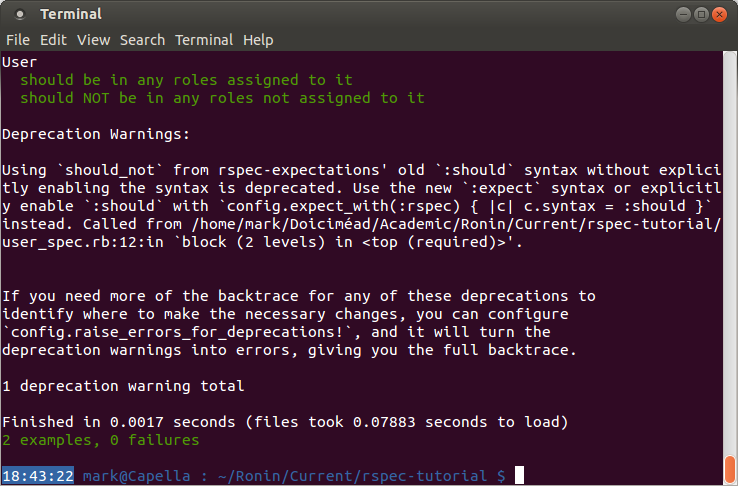 Terminal
File Edit View Search Terminal Help
User
  should be in any roles assigned to it
  should NOT be in any roles not assigned to it

Deprecation Warnings:

Using `should_not` from rspec-expectations' old `:should` syntax without explici
tly enabling the syntax is deprecated. Use the new `:expect` syntax or explicitl
y enable `:should` with `config.expect_with(:rspec) { |c| c.syntax = :should }`
instead. Called from /home/mark/Doiciméad/Academic/Ronin/Current/rspec-tutorial/
user_spec.rb:12:in `block (2 levels) in <top (required)>'.


If you need more of the backtrace for any of these deprecations to
identify where to make the necessary changes, you can configure
`config.raise_errors_for_deprecations!`, and it will turn the
deprecation warnings into errors, giving you the full backtrace.

1 deprecation warning total

Finished in 0.0017 seconds (files took 0.07883 seconds to load)
2 examples, 0 failures

18:43:22 mark@Capella : ~/Ronin/Current/rspec-tutorial $